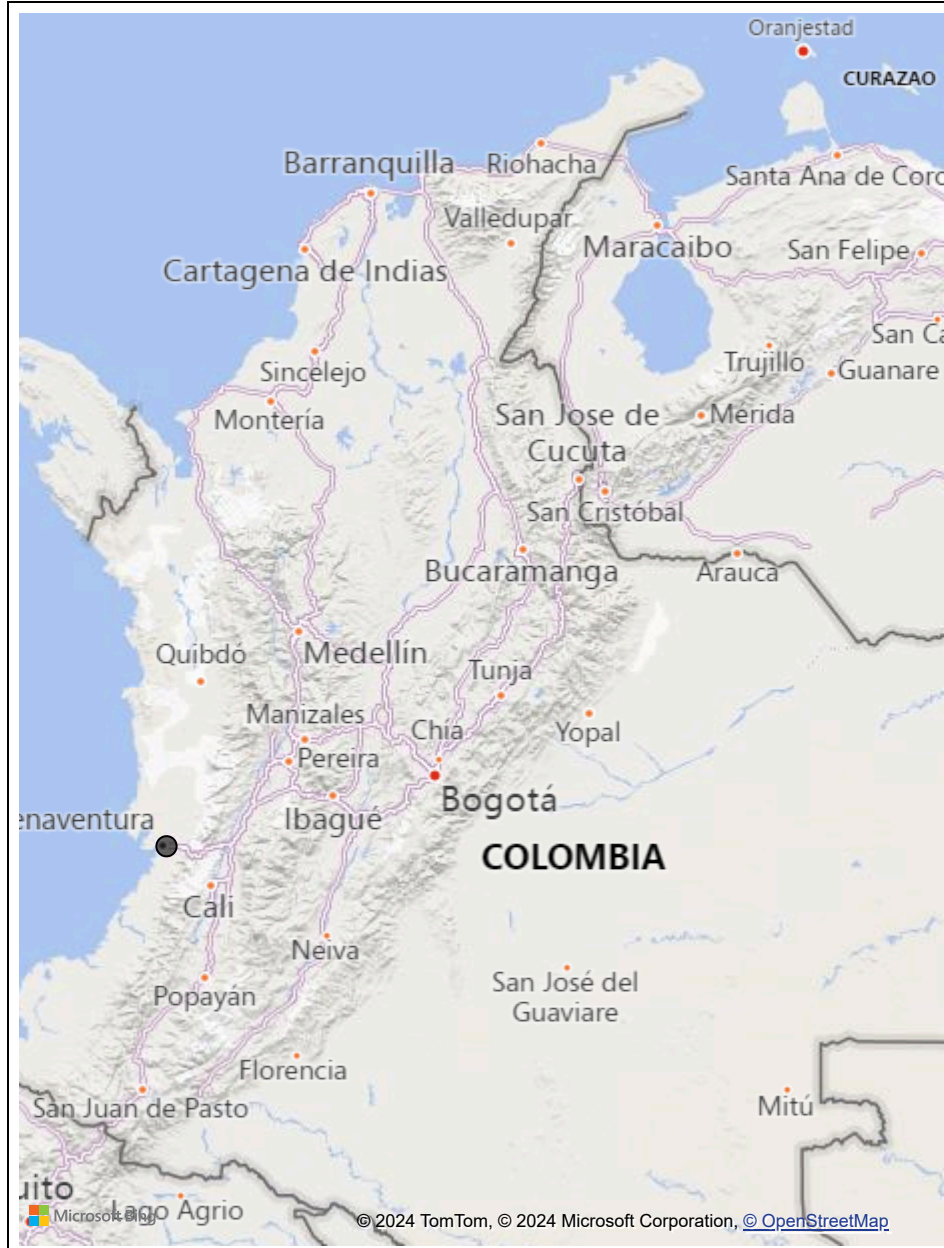 Oranjestad
CURAZAO
Barranquilla
Riohacha
Santa Ana de Coro
Valledupar
Maracaibo
San Felipe
Cartagena de Indias
San Ca
Trujillo
Guanare
Sincelejo
Montería
San Jose de
Cucuta
Mérida
San Cristóbal
Bucaramanga
Arauca
Quibdó
Medellín
Tunja
Manizales
Chía
Yopal
Pereira
Bogotá
enaventura
Ibagué
COLOMBIA
Cali
Neiva
San José del
Guaviare
Popayán
Florencia
San Juan de Pasto
Mitú
uito
Lago Agrio
Microsoft Bing
© 2024 TomTom, © 2024 Microsoft Corporation, © OpenStreetMap